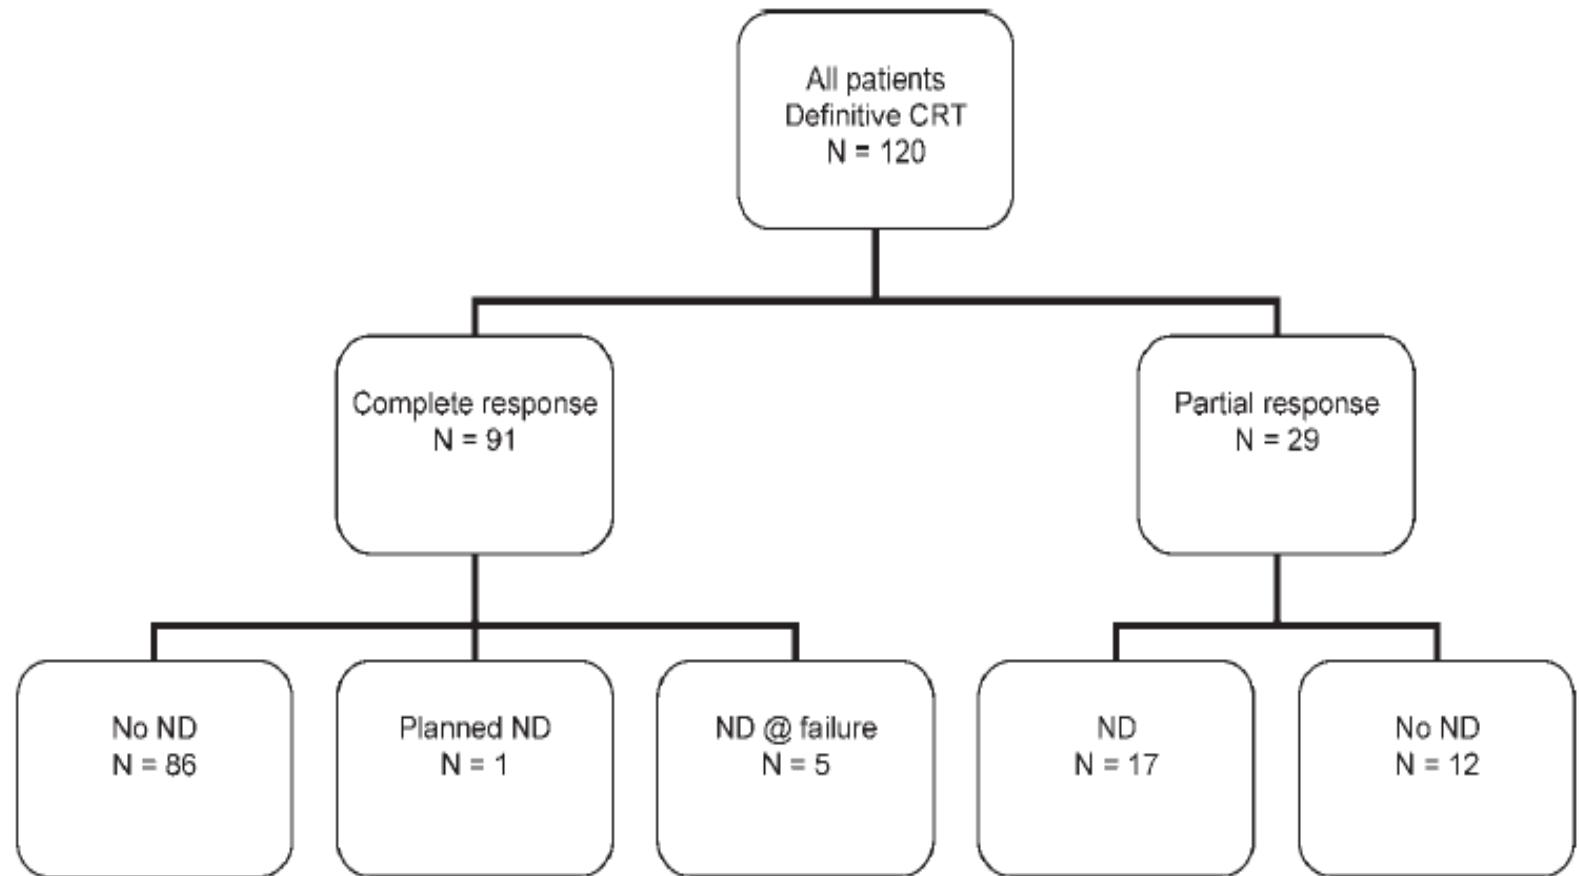 All patients
Definitive CRT
N = 120
Complete response
N = 91
Partial response
N = 29
No ND
N = 86
Planned ND
N = 1
ND @ failure
N = 5
ND
N = 17
No ND
N = 12